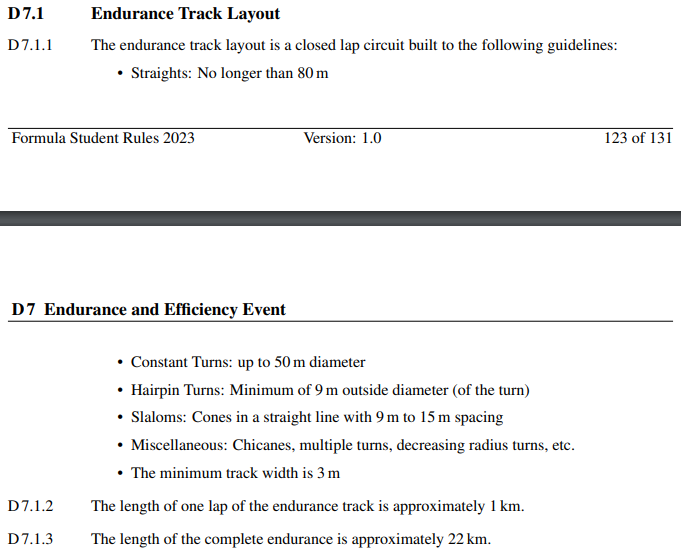 D7.1 Endurance Track Layout
D7.1.1 The endurance track layout is a closed lap circuit built to the following guidelines:
• Straights: No longer than 80 m
Formula Student Rules 2023 Version: 1.0 123 of 131
D7 Endurance and Efficiency Event
• Constant Turns: up to 50 m diameter
• Hairpin Turns: Minimum of 9 m outside diameter (of the turn)
• Slaloms: Cones in a straight line with 9 m to 15 m spacing
• Miscellaneous: Chicanes, multiple turns, decreasing radius turns, etc.
• The minimum track width is 3 m
D7.1.2 The length of one lap of the endurance track is approximately 1 km.
D7.1.3 The length of the complete endurance is approximately 22 km.